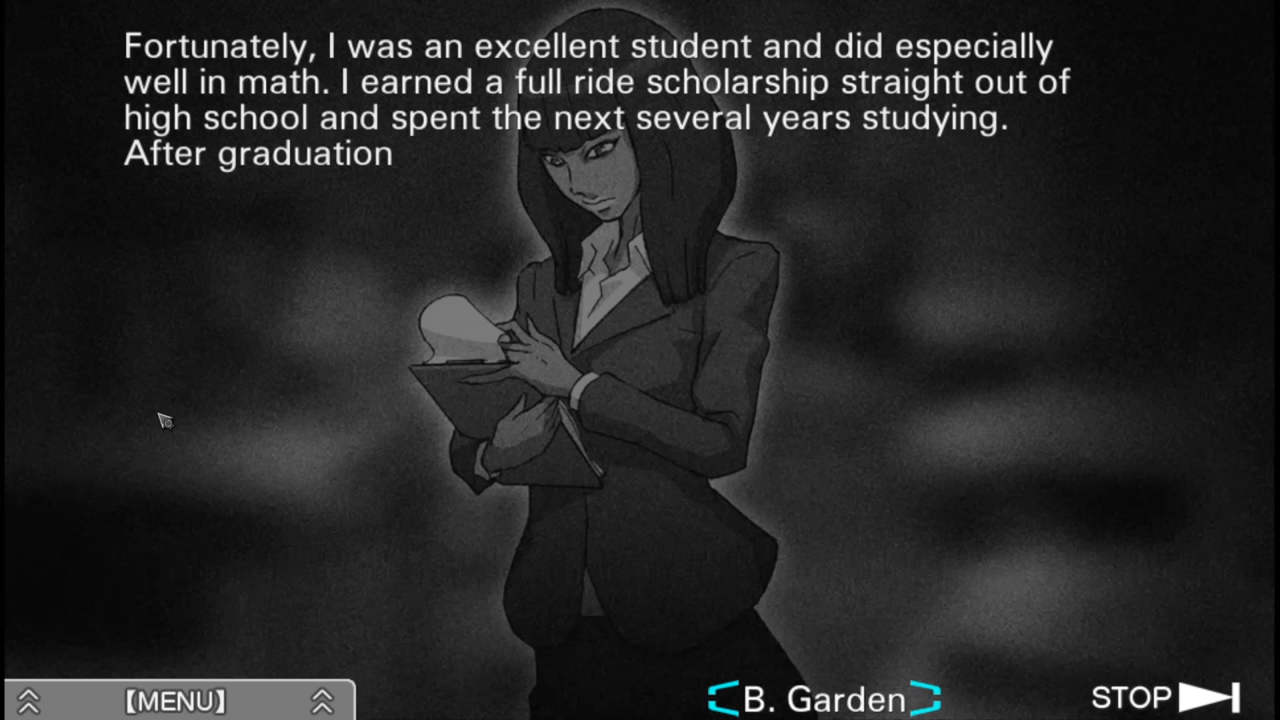 Fortunately, I was an excellent student and did especially
well in math. I earned a full ride scholarship straight out of
high school and spent the next several years studying.
After graduation
【MENU】
B. Garden
STOP